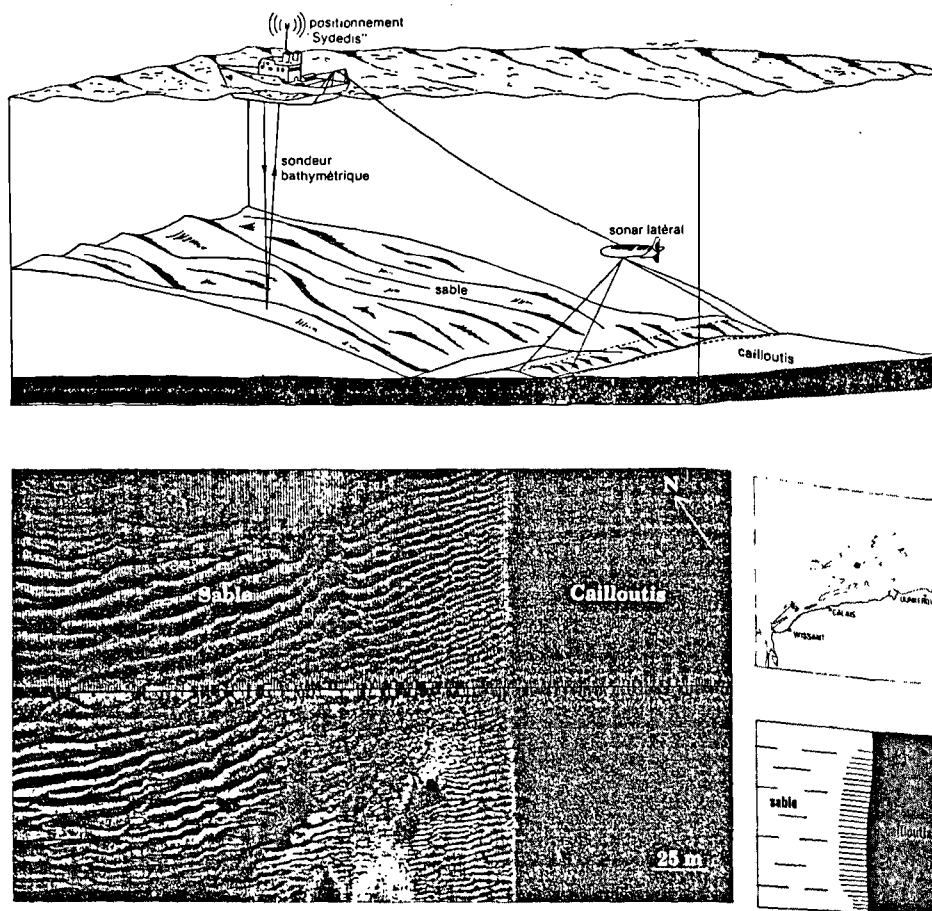 positionnement
"Sydedis"
sondeur
bathymétrique
sonar latéral
sable
cailloutis
N
Sable
Cailloutis
25 m
CALAIS
WISSANT
sable